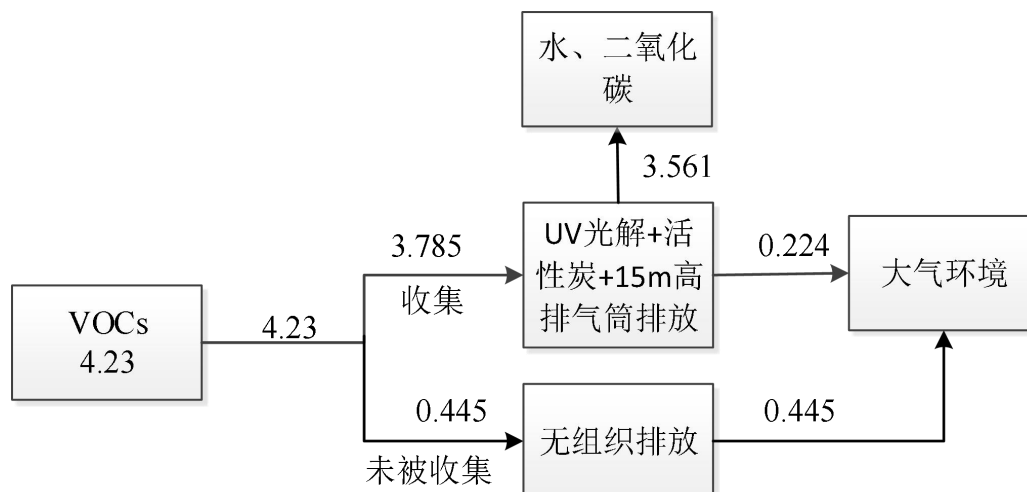 水、二氧化
碳
3.561
3.785
收集
UV光解+活
性炭+15m高
排气筒排放
0.224
大气环境
VOCs
4.23
4.23
0.445
未被收集
无组织排放
0.445